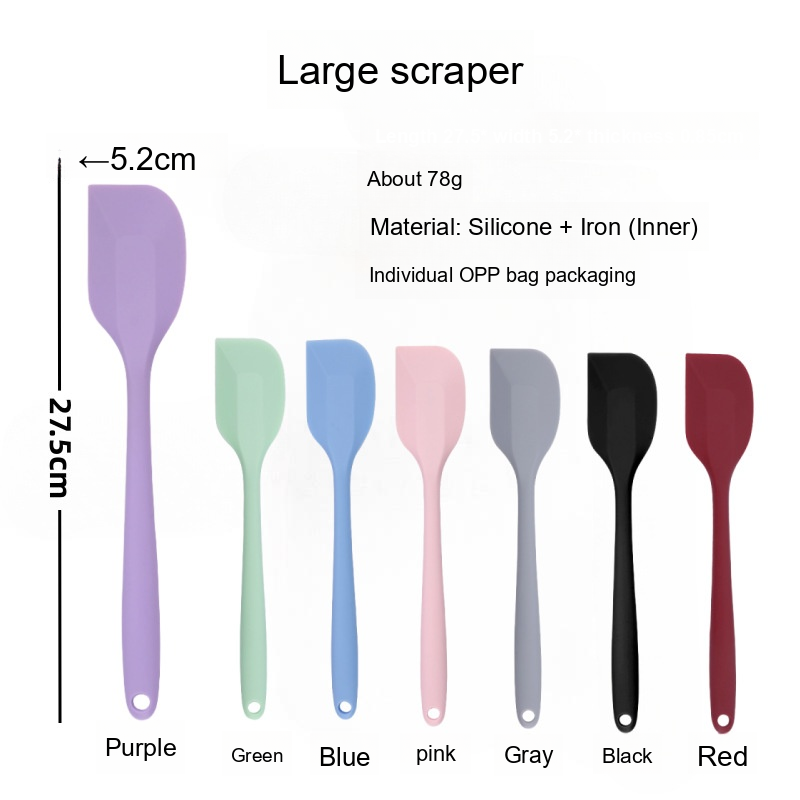 Large scraper
←5.2cm
About 78g
Material: Silicone + Iron (Inner)
Individual OPP bag packaging
27.5cm
Purple
Green
Blue
pink
Gray
Black
Red